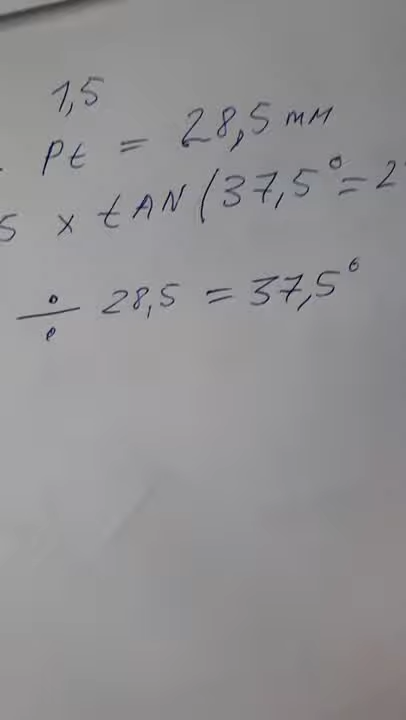 1,5
Pt = 28,5 mm
5 x tAN (37,5° = 2
÷ 28,5 = 37,5°